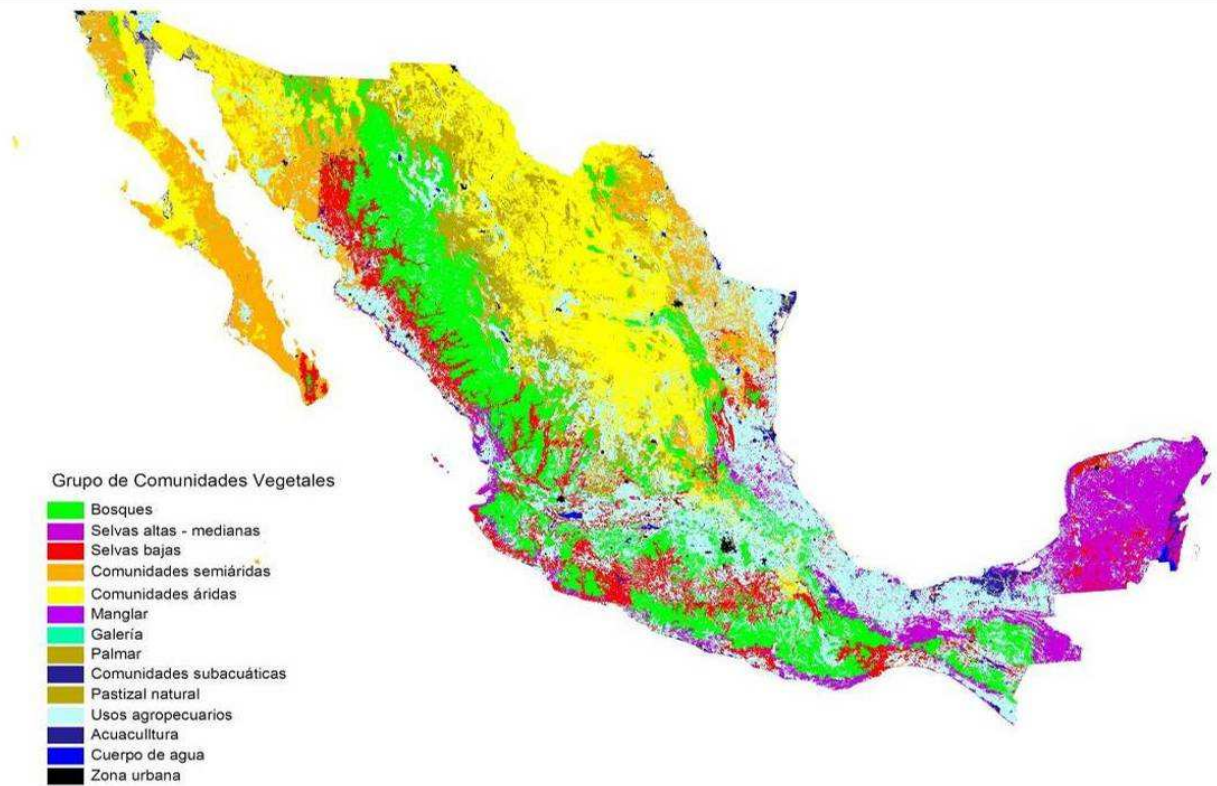 Grupo de Comunidades Vegetales
Bosques
Selvas altas - medianas
Selvas bajas
Comunidades semiáridas
Comunidades áridas
Manglar
Galería
Palmar
Comunidades subacuáticas
Pastizal natural
Usos agropecuarios
Acuaculltura
Cuerpo de agua
Zona urbana